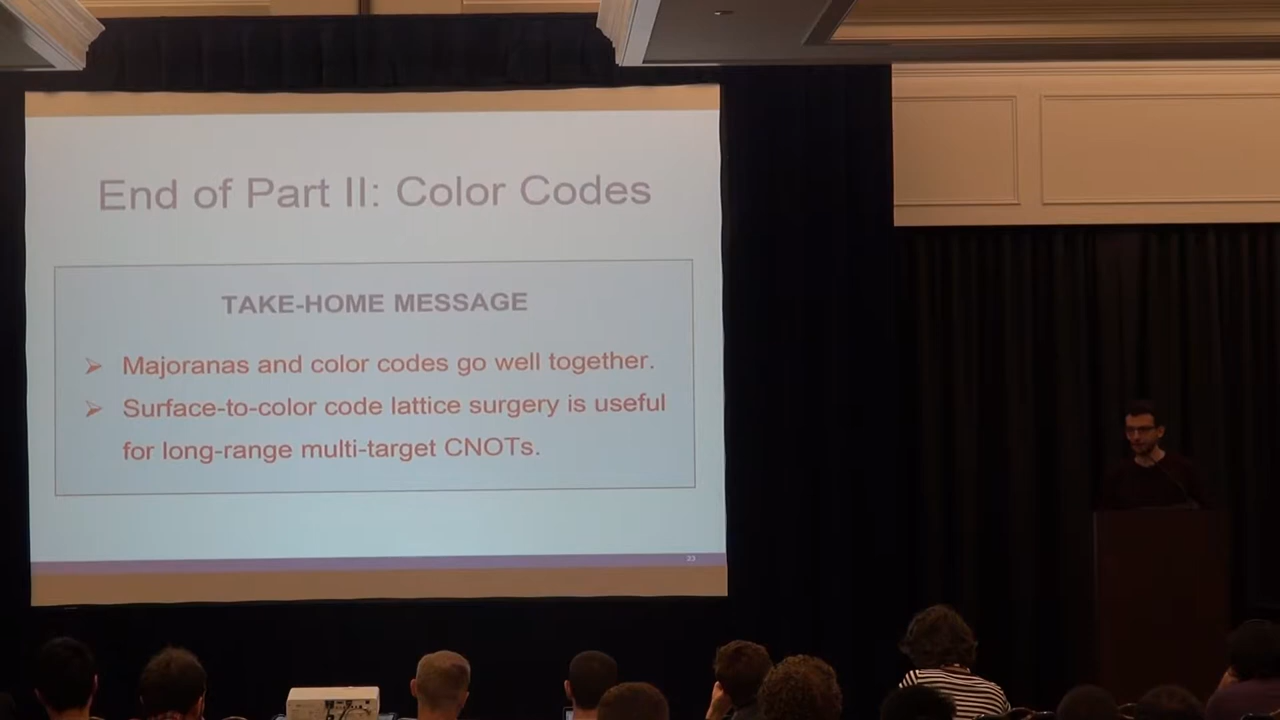 End of Part II: Color Codes
TAKE-HOME MESSAGE
➢ Majoranas and color codes go well together.
➢ Surface-to-color code lattice surgery is useful
for long-range multi-target CNOTs.
33